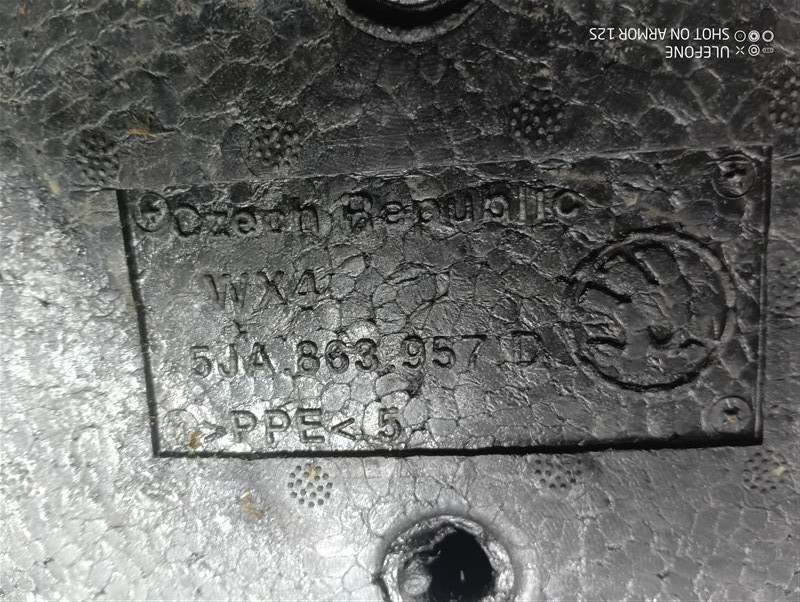 ULEFONE
SHOT ON ARMOR 12S
Czech Republic
WX4
5JA 863 957 D
>PPE< 5